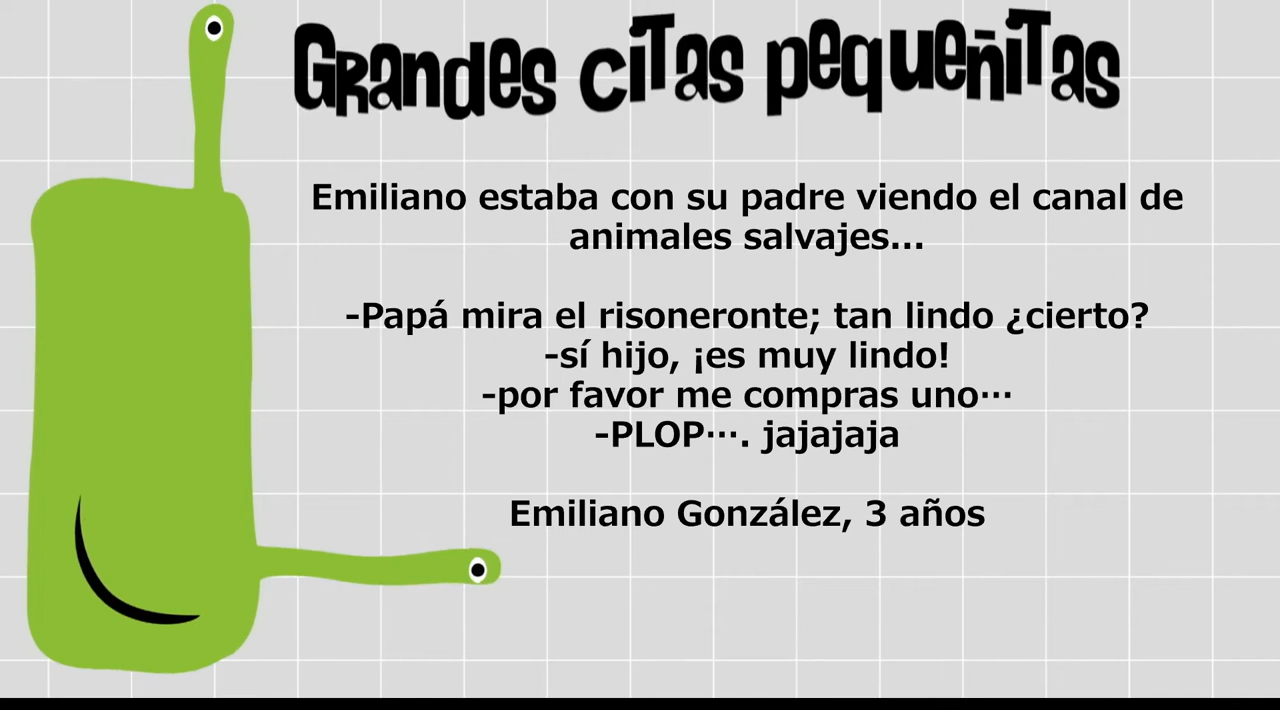 Grandes citas pequeñitas
Emiliano estaba con su padre viendo el canal de
animales salvajes...
-Papá mira el risoneronte; tan lindo ¿cierto?
-sí hijo, ¡es muy lindo!
-por favor me compras uno⋯
-PLOP⋯. jajajaja
Emiliano González, 3 años